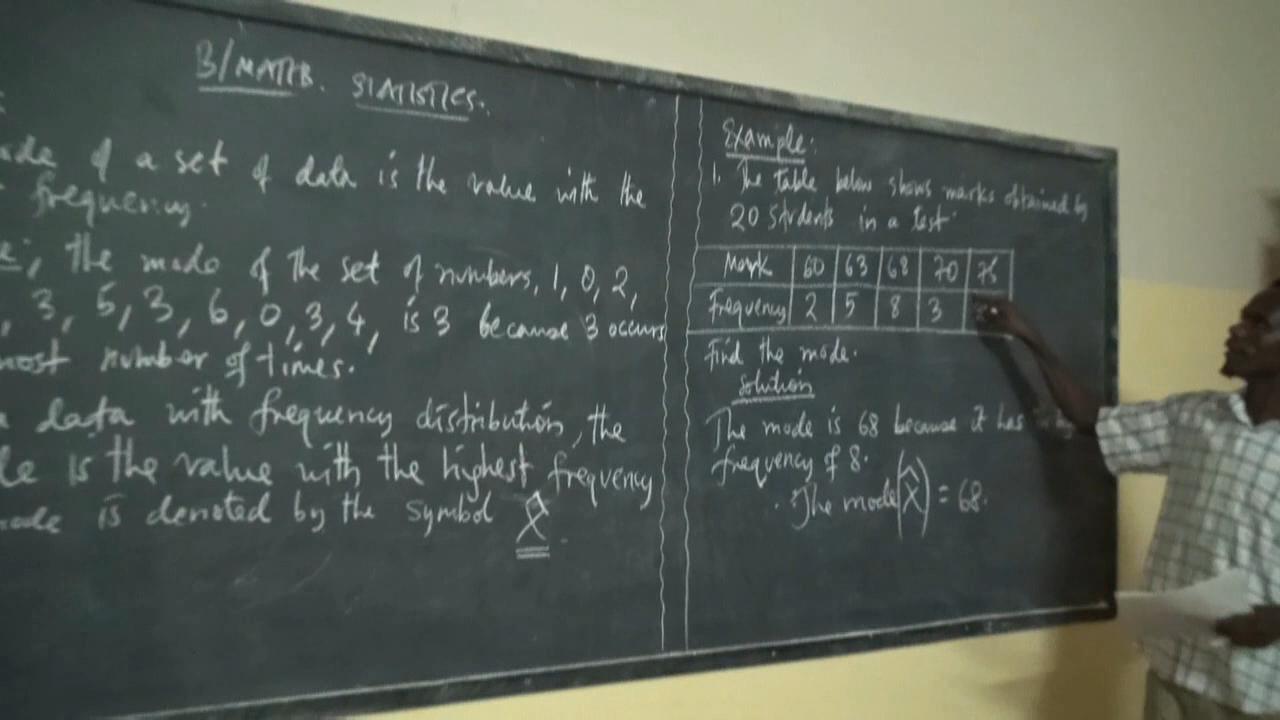 B/MATHS. STATISTICS.
of a set of data is the value with the
frequency.
the mode of the set of numbers, 1, 0, 2,
, 3, 5, 3, 6, 0, 3, 4, is 3 because 3 occurs
most number of times.
data with frequency distribution, the
is the value with the highest frequency
is denoted by the symbol X̂.
Example:
1. The table below shows marks obtained by
20 students in a test.
Mark 60 63 68 70 75
Frequency 2 5 8 3
Find the mode.
Solution
The mode is 68 because it has
frequency of 8.
∴ The mode (X̂) = 68.